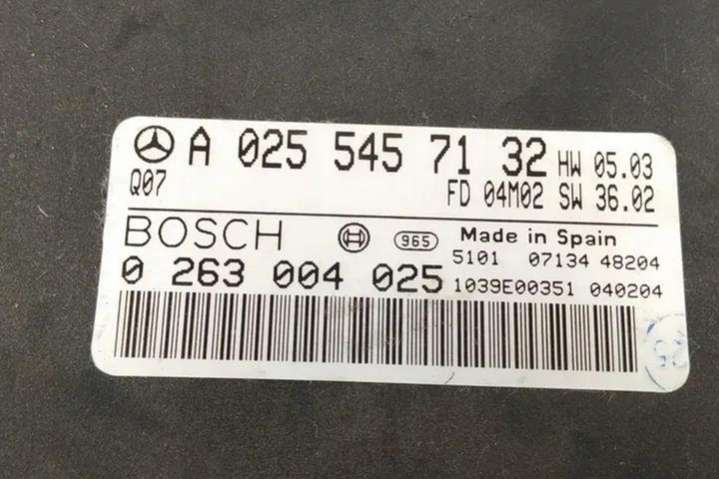 A 025 545 71 32 HW 05.03
Q07 FD 04M02 SW 36.02
BOSCH 965 Made in Spain
5101 07134 48204
0 263 004 025 1039E00351 040204